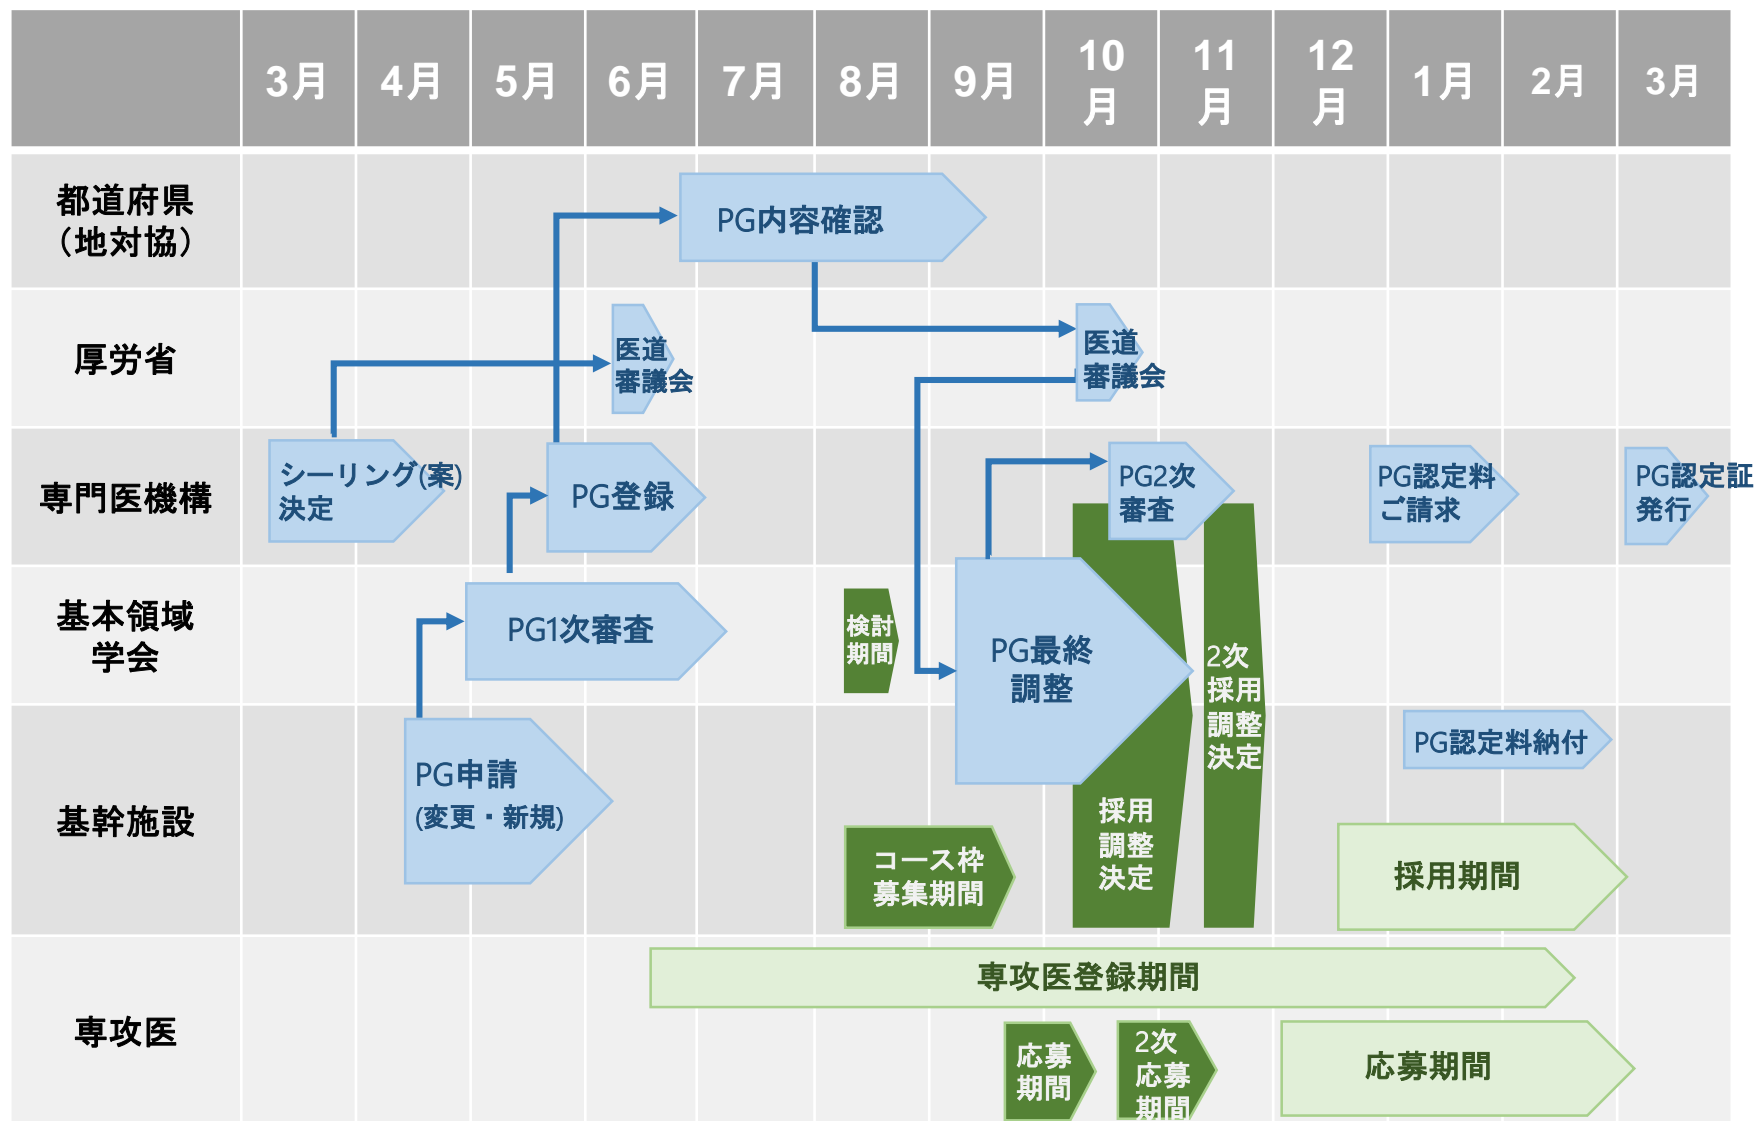 3月
4月
5月
6月
7月
8月
9月
10
月
11
月
12
月
1月
2月
3月
都道府県
（地対協）
PG内容確認
厚労省
医道
審議会
医道
審議会
専門医機構
シーリング(案)
決定
PG登録
PG2次
審査
PG認定料
ご請求
PG認定証
発行
基本領域
学会
PG1次審査
検討
期間
PG最終
調整
2次
採用
調整
決定
基幹施設
PG申請
(変更・新規)
コース枠
募集期間
採用
調整
決定
PG認定料納付
採用期間
専攻医
専攻医登録期間
応募
期間
2次
応募
期間
応募期間